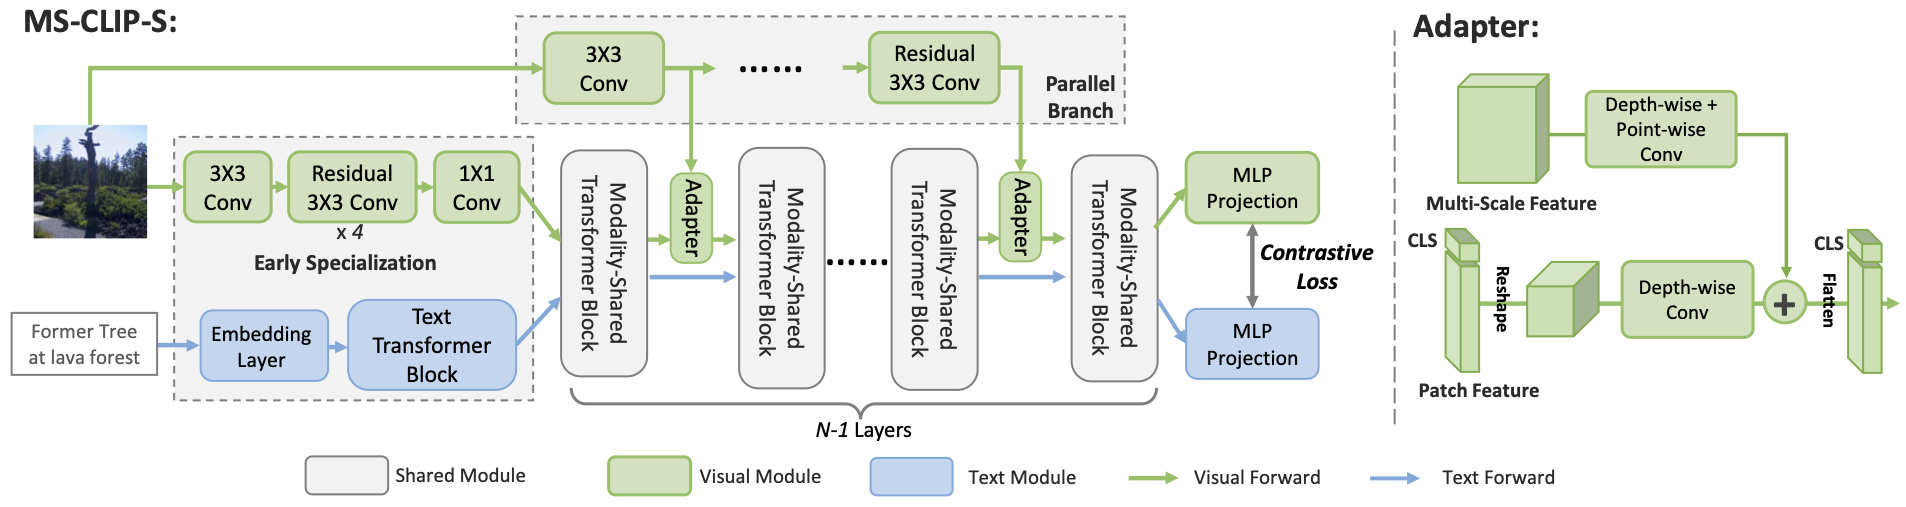 MS-CLIP-S:
3X3
Conv
......
Residual
3X3 Conv
Parallel
Branch
3X3
Conv
Residual
3X3 Conv
x 4
1X1
Conv
Early Specialization
Former Tree
at lava forest
Embedding
Layer
Text
Transformer
Block
Modality-Shared
Transformer Block
Adapter
Modality-Shared
Transformer Block
......
Modality-Shared
Transformer Block
Adapter
Modality-Shared
Transformer Block
N-1 Layers
MLP
Projection
Contrastive
Loss
MLP
Projection
Adapter:
Multi-Scale Feature
Depth-wise +
Point-wise
Conv
CLS
Patch Feature
Reshape
Depth-wise
Conv
+
Flatten
CLS
Shared Module
Visual Module
Text Module
Visual Forward
Text Forward